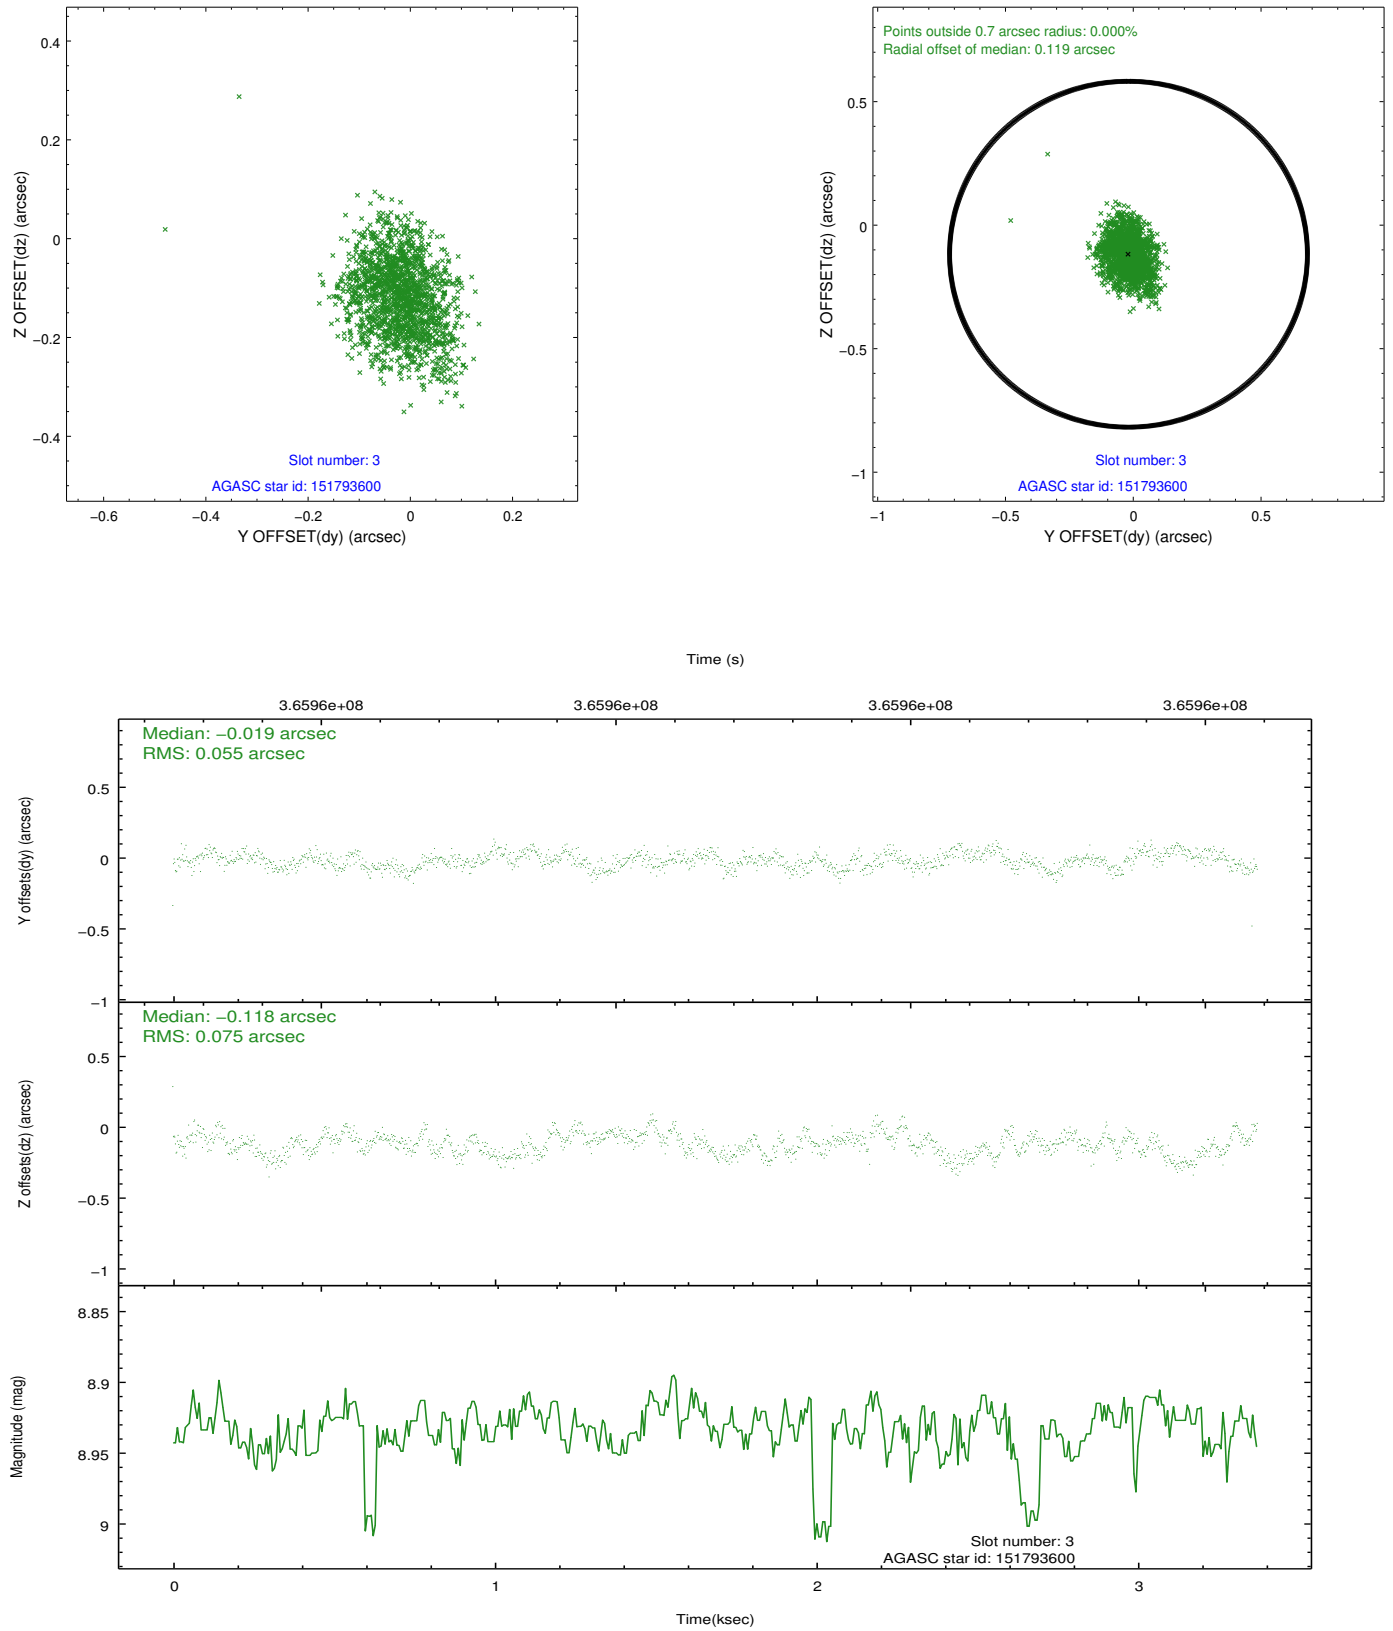 0.4
0.2
0
−0.2
−0.4
Z OFFSET(dz) (arcsec)
Slot number: 3
AGASC star id: 151793600
−0.6
−0.4
−0.2
0
0.2
Y OFFSET(dy) (arcsec)
Points outside 0.7 arcsec radius: 0.000%
Radial offset of median: 0.119 arcsec
0.5
0
−0.5
−1
Z OFFSET(dz) (arcsec)
Slot number: 3
AGASC star id: 151793600
−1
−0.5
0
0.5
Y OFFSET(dy) (arcsec)
Time (s)
3.6596e+08
3.6596e+08
3.6596e+08
3.6596e+08
Median: −0.019 arcsec
RMS: 0.055 arcsec
0.5
0
−0.5
−1
Y offsets(dy) (arcsec)
Median: −0.118 arcsec
RMS: 0.075 arcsec
0.5
0
−0.5
−1
Z offsets(dz) (arcsec)
8.85
8.9
8.95
9
Magnitude (mag)
Slot number: 3
AGASC star id: 151793600
0
1
2
3
Time(ksec)